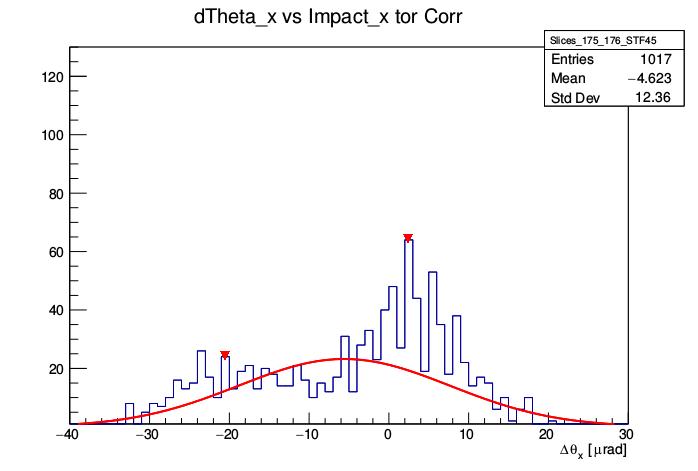 dTheta_x vs Impact_x tor Corr
Slices_175_176_STF45
Entries 1017
Mean −4.623
Std Dev 12.36
120
100
80
60
40
20
−40 −30 −20 −10 0 10 20 30
Δθx [μrad]